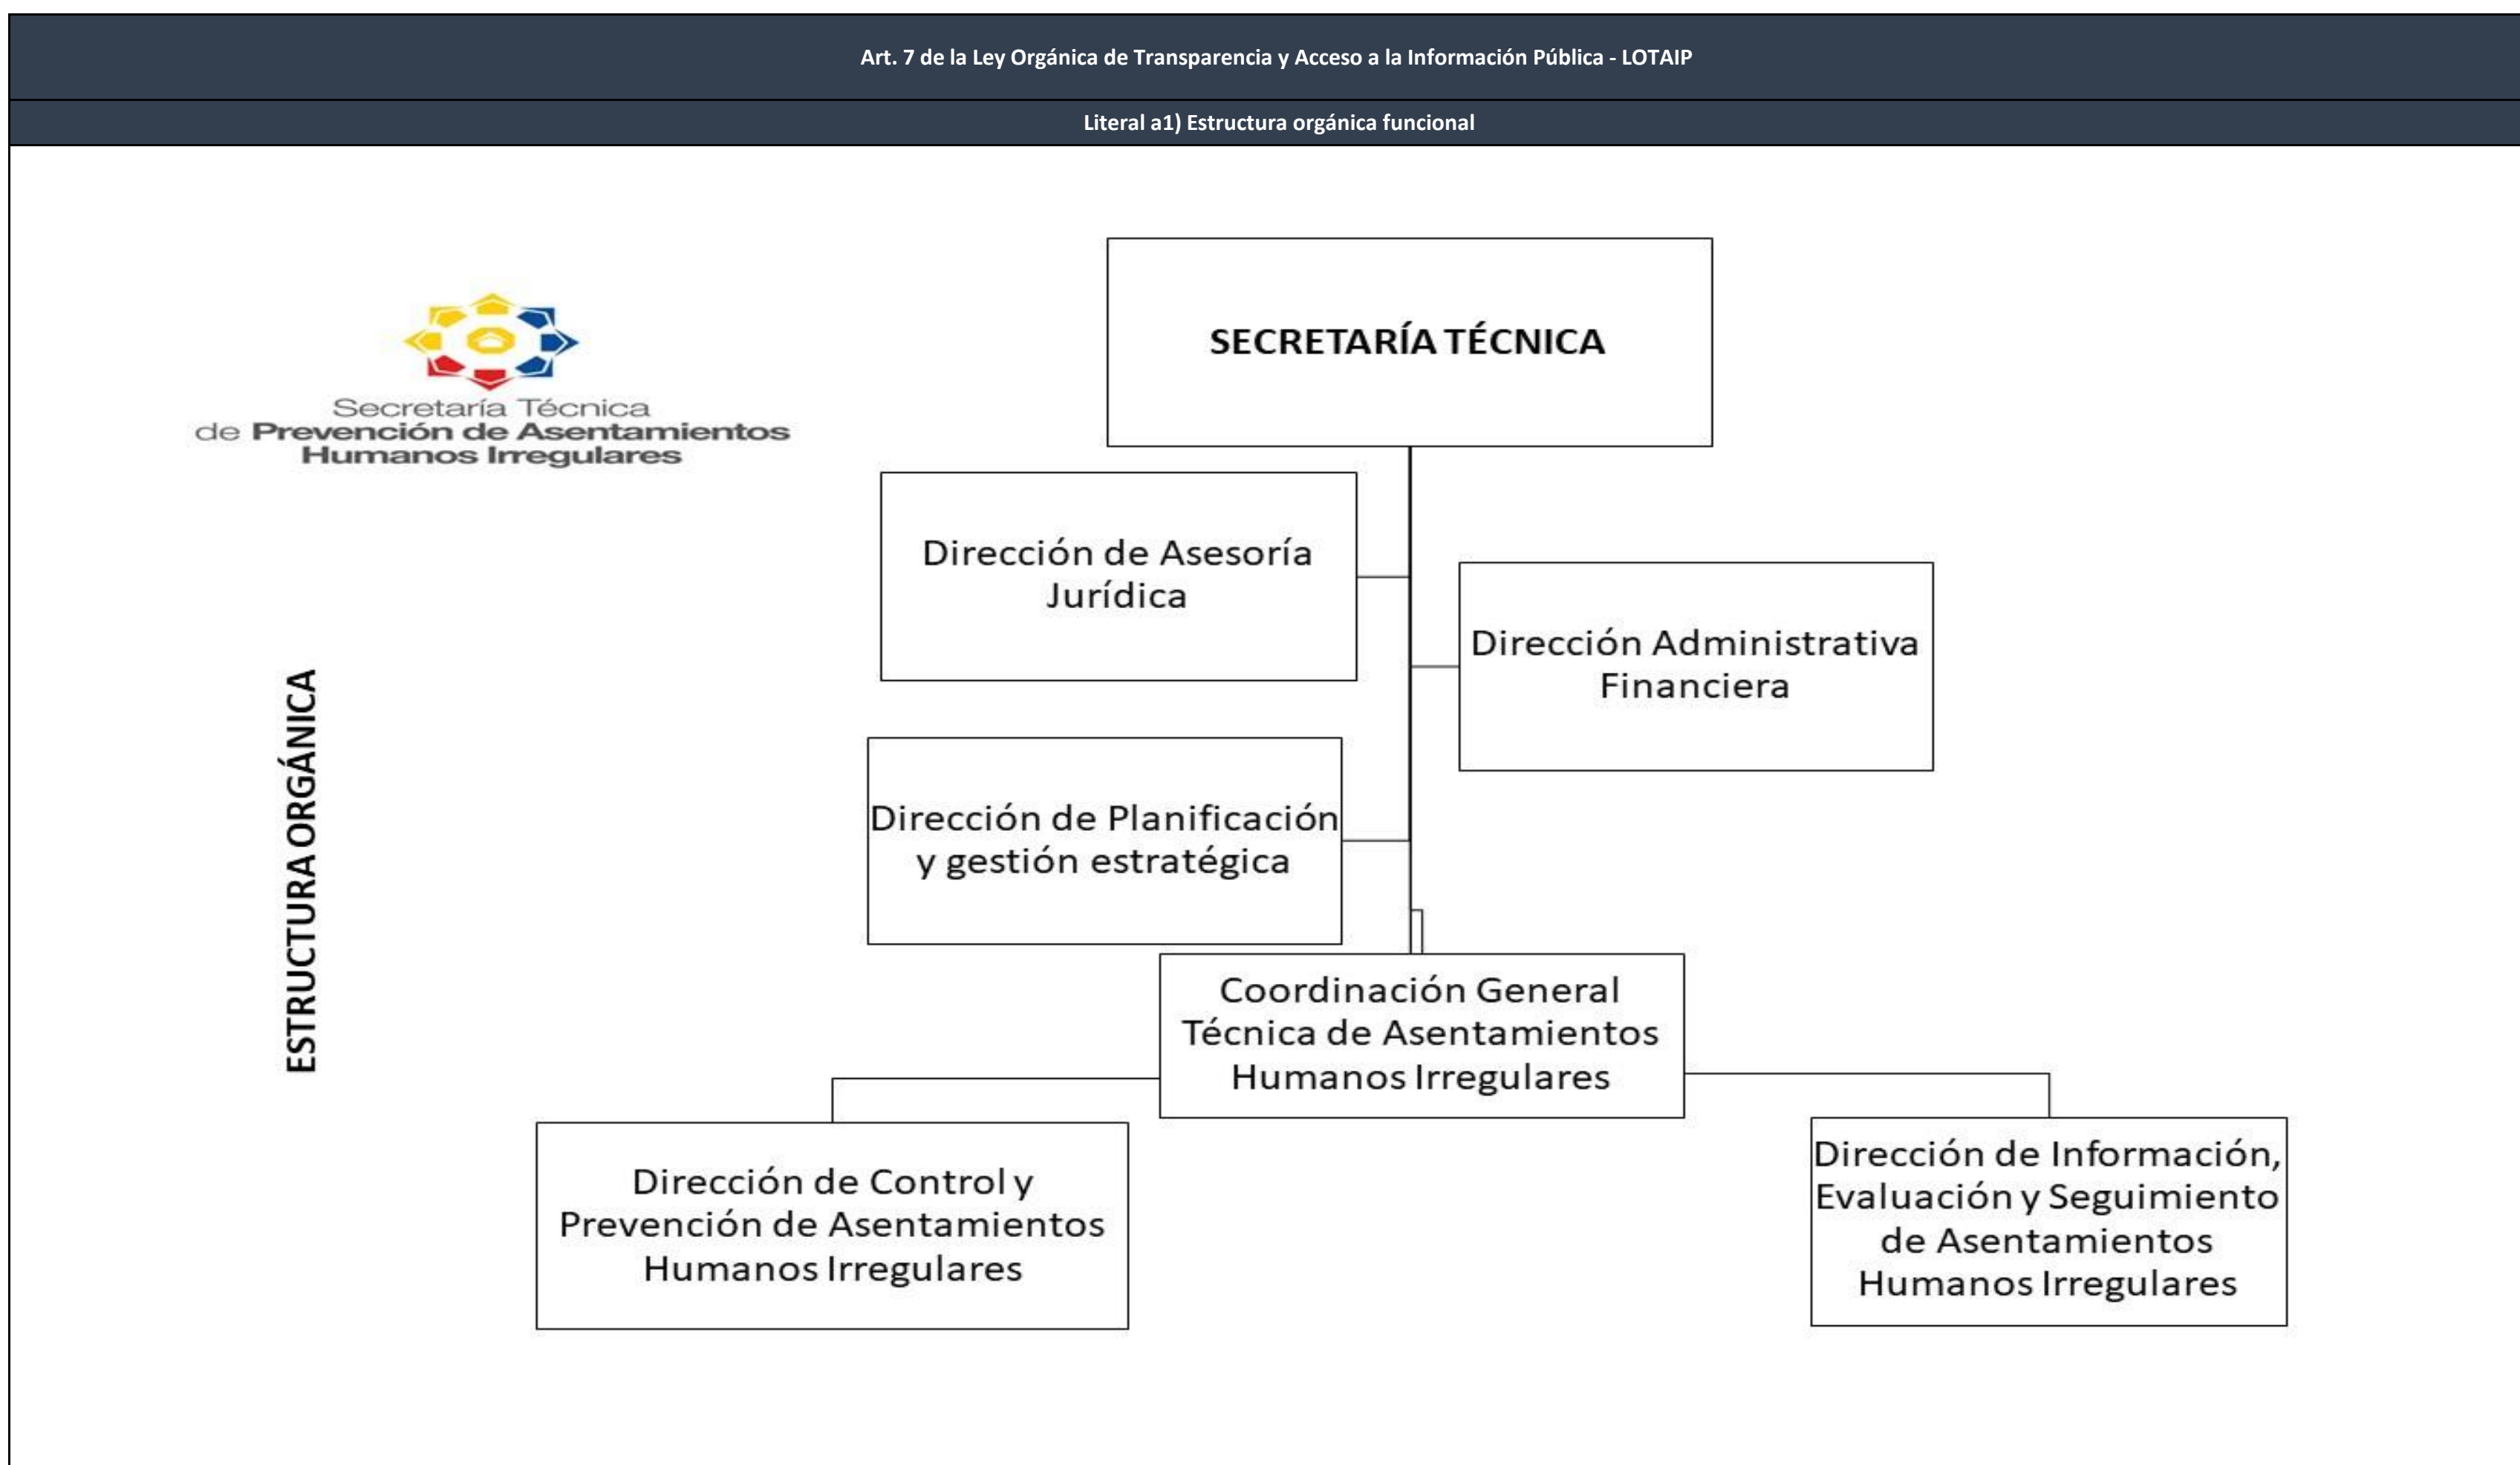 Art. 7 de la Ley Orgánica de Transparencia y Acceso a la Información Pública - LOTAIP
Literal a1) Estructura orgánica funcional
Secretaría Técnica
de Prevención de Asentamientos
Humanos Irregulares
ESTRUCTURA ORGÁNICA
SECRETARÍA TÉCNICA
Dirección de Asesoría
Jurídica
Dirección Administrativa
Financiera
Dirección de Planificación
y gestión estratégica
Coordinación General
Técnica de Asentamientos
Humanos Irregulares
Dirección de Control y
Prevención de Asentamientos
Humanos Irregulares
Dirección de Información,
Evaluación y Seguimiento
de Asentamientos
Humanos Irregulares